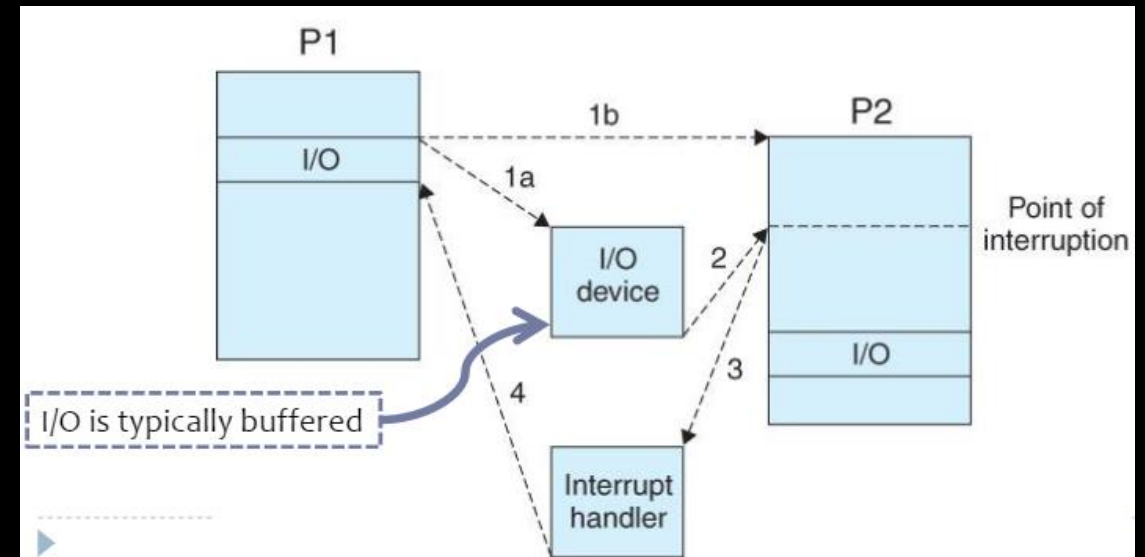 P1
1b
P2
I/O
1a
Point of
interruption
I/O
device
2
I/O
3
4
I/O is typically buffered
Interrupt
handler